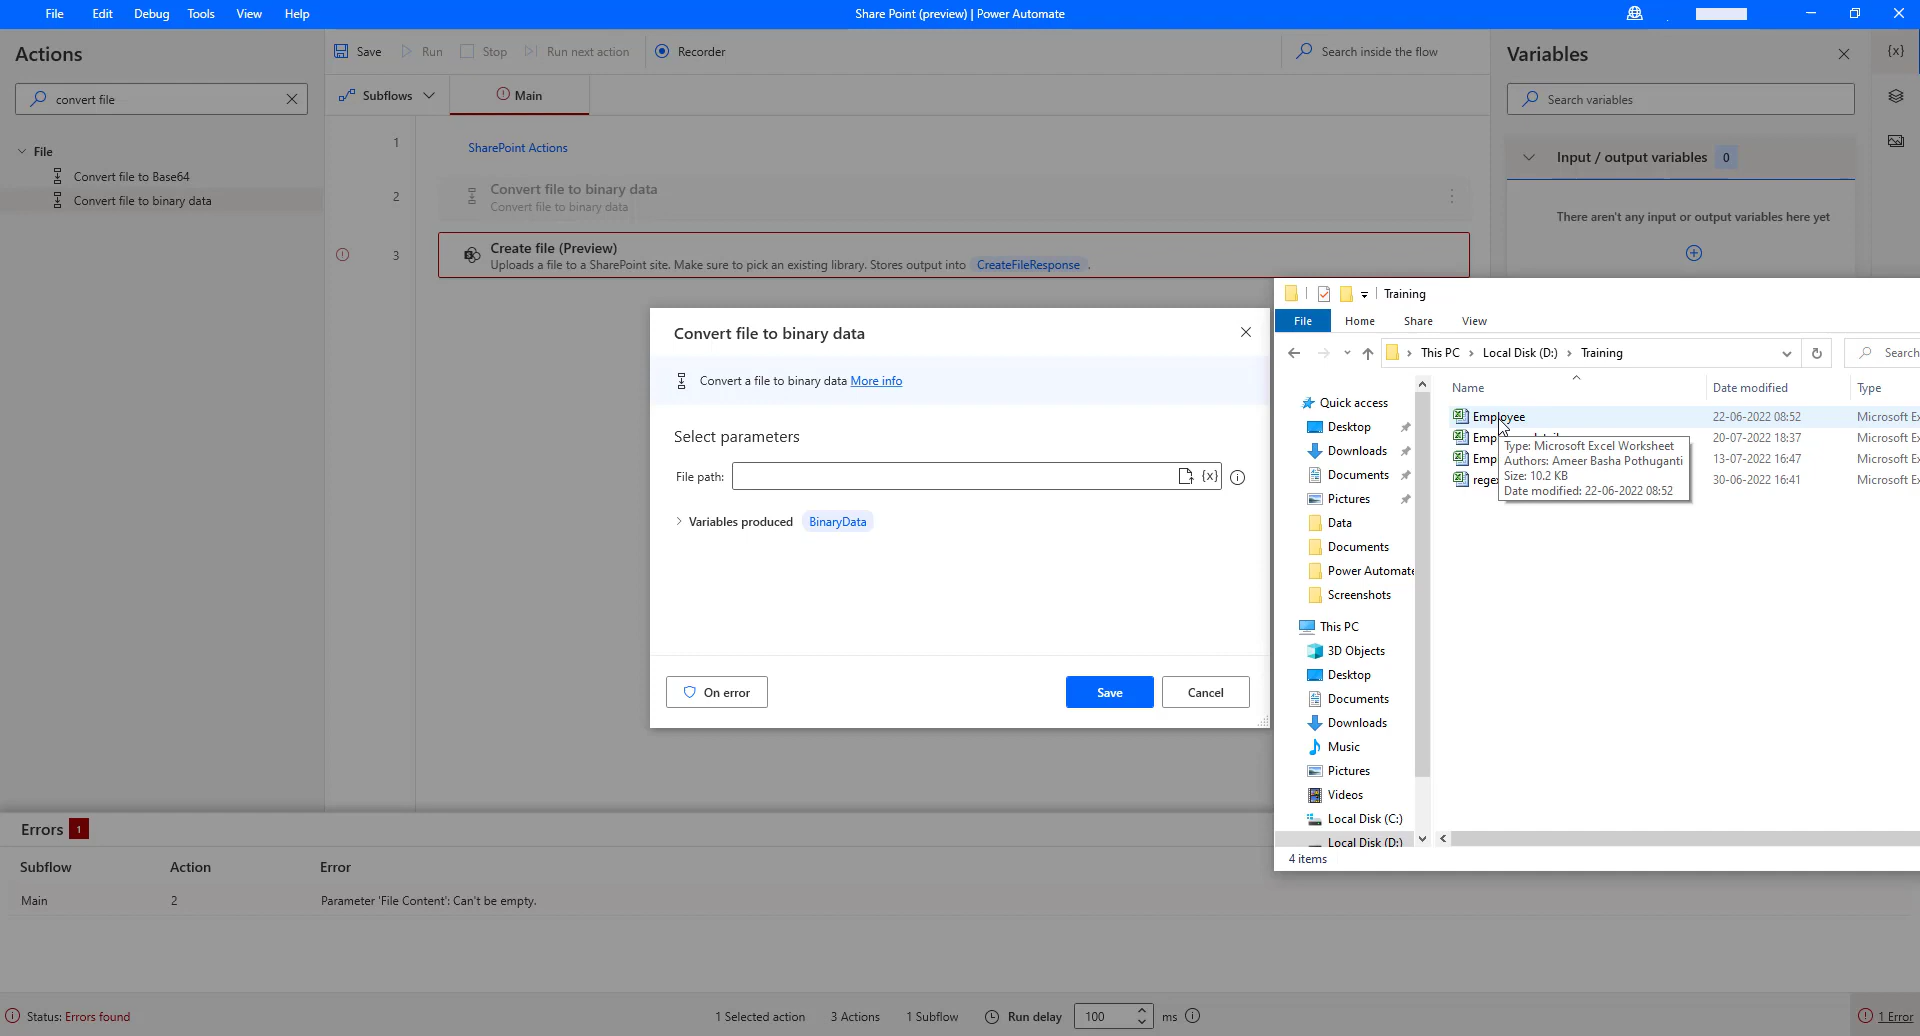 File Edit Debug Tools View Help
Share Point (preview) | Power Automate
Actions
convert file
File
Convert file to Base64
Convert file to binary data
Save Run Stop Run next action Recorder
Search inside the flow
Subflows Main
1 SharePoint Actions
2 Convert file to binary data
Convert file to binary data
3 Create file (Preview)
Uploads a file to a SharePoint site. Make sure to pick an existing library. Stores output into CreateFileResponse .
Variables
{x}
Search variables
Input / output variables 0
There aren't any input or output variables here yet
Convert file to binary data
Convert a file to binary data More info
Select parameters
File path: {x}
Variables produced BinaryData
On error Save Cancel
Training
File Home Share View
This PC Local Disk (D:) Training
Search
Name Date modified Type
Employee 22-06-2022 08:52 Microsoft Ex
20-07-2022 18:37 Microsoft Ex
Emp 13-07-2022 16:47 Microsoft Ex
rege 30-06-2022 16:41 Microsoft Ex
Type: Microsoft Excel Worksheet
Authors: Ameer Basha Pothuganti
Size: 10.2 KB
Date modified: 22-06-2022 08:52
Quick access
Desktop
Downloads
Documents
Pictures
Data
Documents
Power Automate
Screenshots
This PC
3D Objects
Desktop
Documents
Downloads
Music
Pictures
Videos
Local Disk (C:)
Local Disk (D:)
4 items
Errors 1
Subflow Action Error
Main 2 Parameter 'File Content': Can't be empty.
Status: Errors found
1 Selected action 3 Actions 1 Subflow Run delay 100 ms
1 Error